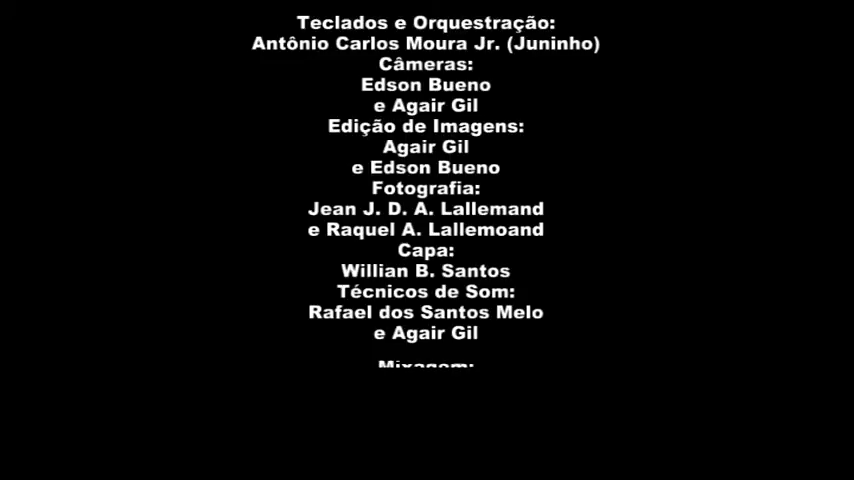 Teclados e Orquestração:
Antônio Carlos Moura Jr. (Juninho)
Câmeras:
Edson Bueno
e Agair Gil
Edição de Imagens:
Agair Gil
e Edson Bueno
Fotografia:
Jean J. D. A. Lallemand
e Raquel A. Lallemoand
Capa:
Willian B. Santos
Técnicos de Som:
Rafael dos Santos Melo
e Agair Gil
Mixagem: